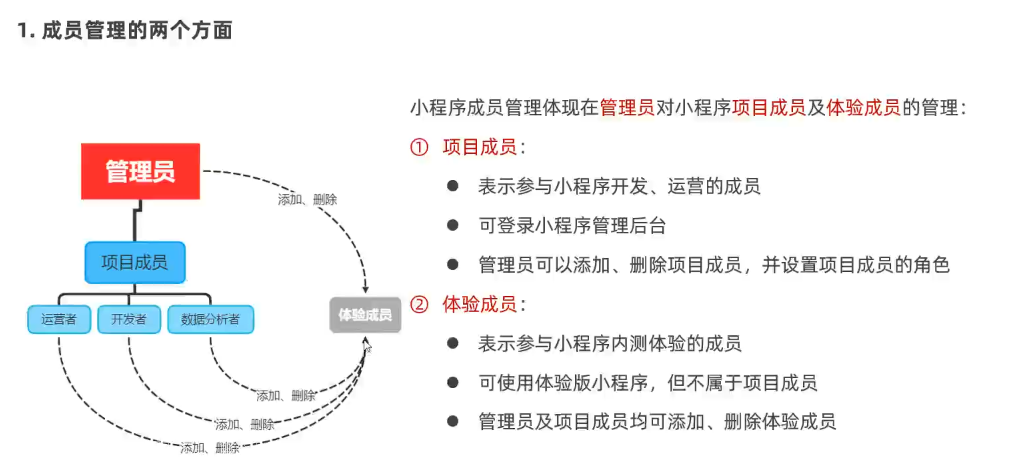 1. 成员管理的两个方面
小程序成员管理体现在管理员对小程序项目成员及体验成员的管理：
① 项目成员：
● 表示参与小程序开发、运营的成员
● 可登录小程序管理后台
● 管理员可以添加、删除项目成员，并设置项目成员的角色
② 体验成员：
● 表示参与小程序内测体验的成员
● 可使用体验版小程序，但不属于项目成员
● 管理员及项目成员均可添加、删除体验成员
管理员
添加、删除
项目成员
运营者
开发者
数据分析者
体验成员
添加、删除
添加、删除
添加、删除